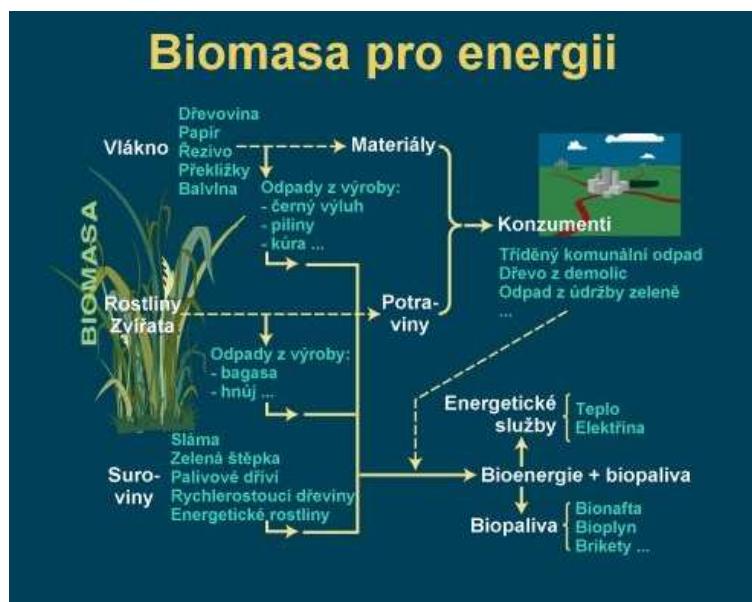 Biomasa pro energii
BIOMASA
Vlákno
Dřevovina
Papír
Řezivo
Překližky
Balvlna
Materiály
Odpady z výroby:
- černý výluh
- piliny
- kůra ...
Konzumenti
Tříděný komunální odpad
Dřevo z demolic
Odpad z údržby zeleně
...
Rostliny
Zvířata
Potra-
viny
Odpady z výroby:
- bagasa
- hnůj ...
Energetické
služby
Teplo
Elektřina
Suro-
viny
Sláma
Zelená štěpka
Palivové dříví
Rychlerostoucí dřeviny
Energetické rostliny
Bioenergie + biopaliva
Biopaliva
Bionafta
Bioplyn
Brikety ...